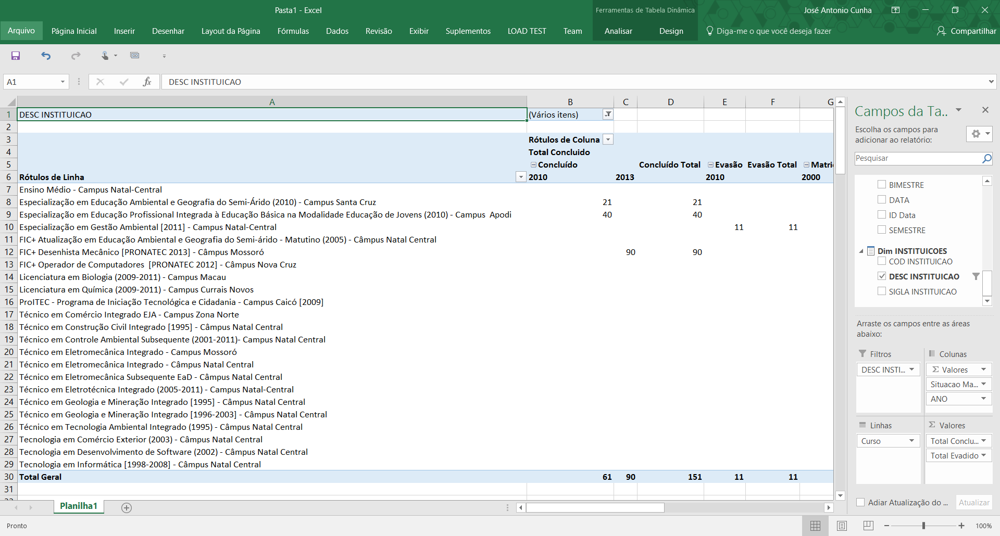 Pasta1 - Excel
Ferramentas de Tabela Dinâmica
José Antonio Cunha
Arquivo Página Inicial Inserir Desenhar Layout da Página Fórmulas Dados Revisão Exibir Suplementos LOAD TEST Team Analisar Design Diga-me o que você deseja fazer Compartilhar
A1 fx DESC INSTITUICAO
A B C D E F G
1 DESC INSTITUICAO (Vários itens)
2
3 Rótulos de Coluna
4 Total Concluido
5 Concluído Concluído Total Evasão Evasão Total
6 Rótulos de Linha 2010 2013 2010 2000
7 Ensino Médio - Campus Natal-Central
8 Especialização em Educação Ambiental e Geografia do Semi-Árido (2010) - Campus Santa Cruz 21 21
9 Especialização em Educação Profissional Integrada à Educação Básica na Modalidade Educação de Jovens (2010) - Campus  Apodi 40 40
10 Especialização em Gestão Ambiental [2011] - Campus Natal-Central 11 11
11 FIC+ Atualização em Educação Ambiental e Geografia do Semi-árido - Matutino (2005) - Câmpus Natal Central
12 FIC+ Desenhista Mecânico [PRONATEC 2013] - Câmpus Mossoró 90 90
13 FIC+ Operador de Computadores  [PRONATEC 2012] - Câmpus Nova Cruz
14 Licenciatura em Biologia (2009-2011) - Campus Macau
15 Licenciatura em Química (2009-2011) - Campus Currais Novos
16 ProITEC - Programa de Iniciação Tecnológica e Cidadania - Campus Caicó [2009]
17 Técnico em Comércio Integrado EJA - Campus Zona Norte
18 Técnico em Construção Civil Integrado [1995] - Câmpus Natal Central
19 Técnico em Controle Ambiental Subsequente (2001-2011)- Campus Natal Central
20 Técnico em Eletromecânica Integrado - Campus Mossoró
21 Técnico em Eletromecânica Integrado - Câmpus Natal Central
22 Técnico em Eletromecânica Subsequente EaD - Câmpus Natal Central
23 Técnico em Eletrotécnica Integrado (2005-2011) - Campus Natal-Central
24 Técnico em Geologia e Mineração Integrado [1995] - Câmpus Natal Central
25 Técnico em Geologia e Mineração Integrado [1996-2003] - Câmpus Natal Central
26 Técnico em Tecnologia Ambiental Integrado (1995) - Câmpus Natal Central
27 Tecnologia em Comércio Exterior (2003) - Câmpus Natal Central
28 Tecnologia em Desenvolvimento de Software (2002) - Câmpus Natal Central
29 Tecnologia em Informática [1998-2008] - Câmpus Natal Central
30 Total Geral 61 90 151 11 11
31
Planilha1
Campos da Ta..
Escolha os campos para
adicionar ao relatório:
Pesquisar
BIMESTRE
DATA
ID Data
SEMESTRE
Dim INSTITUICOES
COD INSTITUICAO
DESC INSTITUICAO
SIGLA INSTITUICAO
Arraste os campos entre as áreas
abaixo:
Filtros
DESC INSTI...
Colunas
Σ Valores
Situacao Ma...
ANO
Linhas
Curso
Σ Valores
Total Conclu...
Total Evadido
Adiar Atualização do ... Atualizar
Pronto
100%